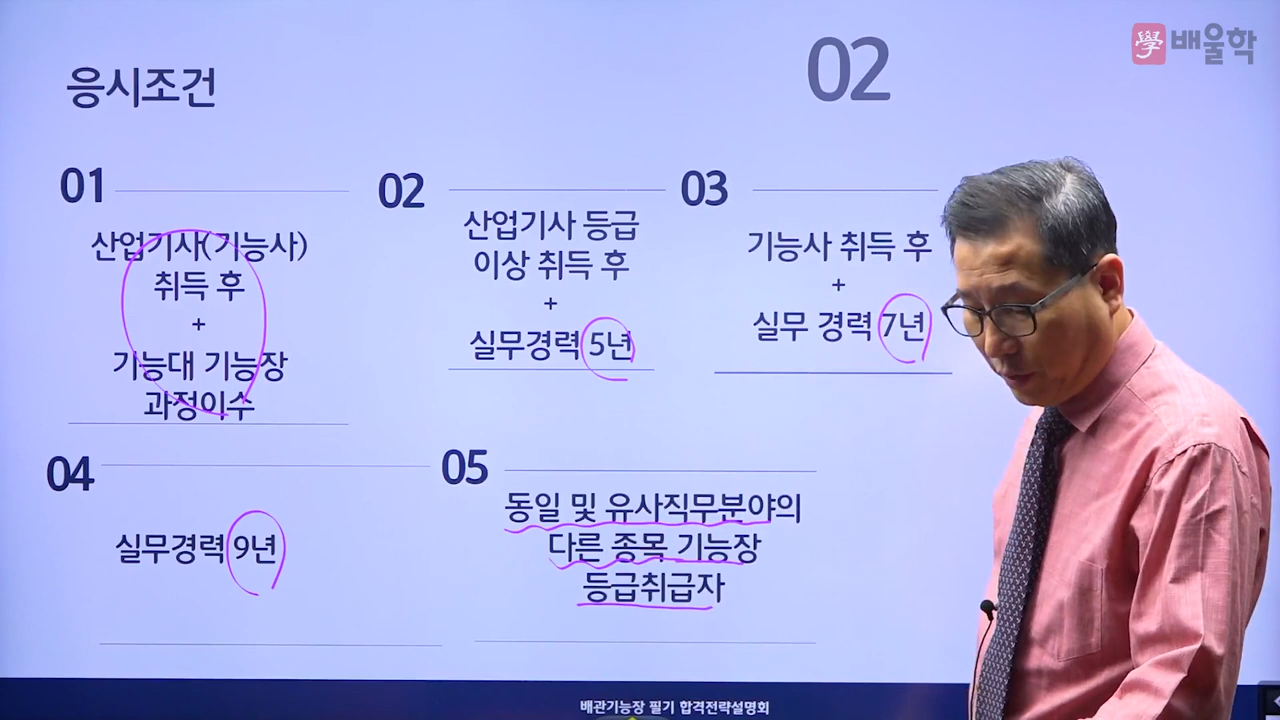 응시조건
02
學 배울학
01
산업기사(기능사)
취득 후
+
기능대 기능장
과정이수
02
산업기사 등급
이상 취득 후
+
실무경력 5년
03
기능사 취득 후
+
실무 경력 7년
04
실무경력 9년
05
동일 및 유사직무분야의
다른 종목 기능장
등급취급자
배관기능장 필기 합격전략설명회